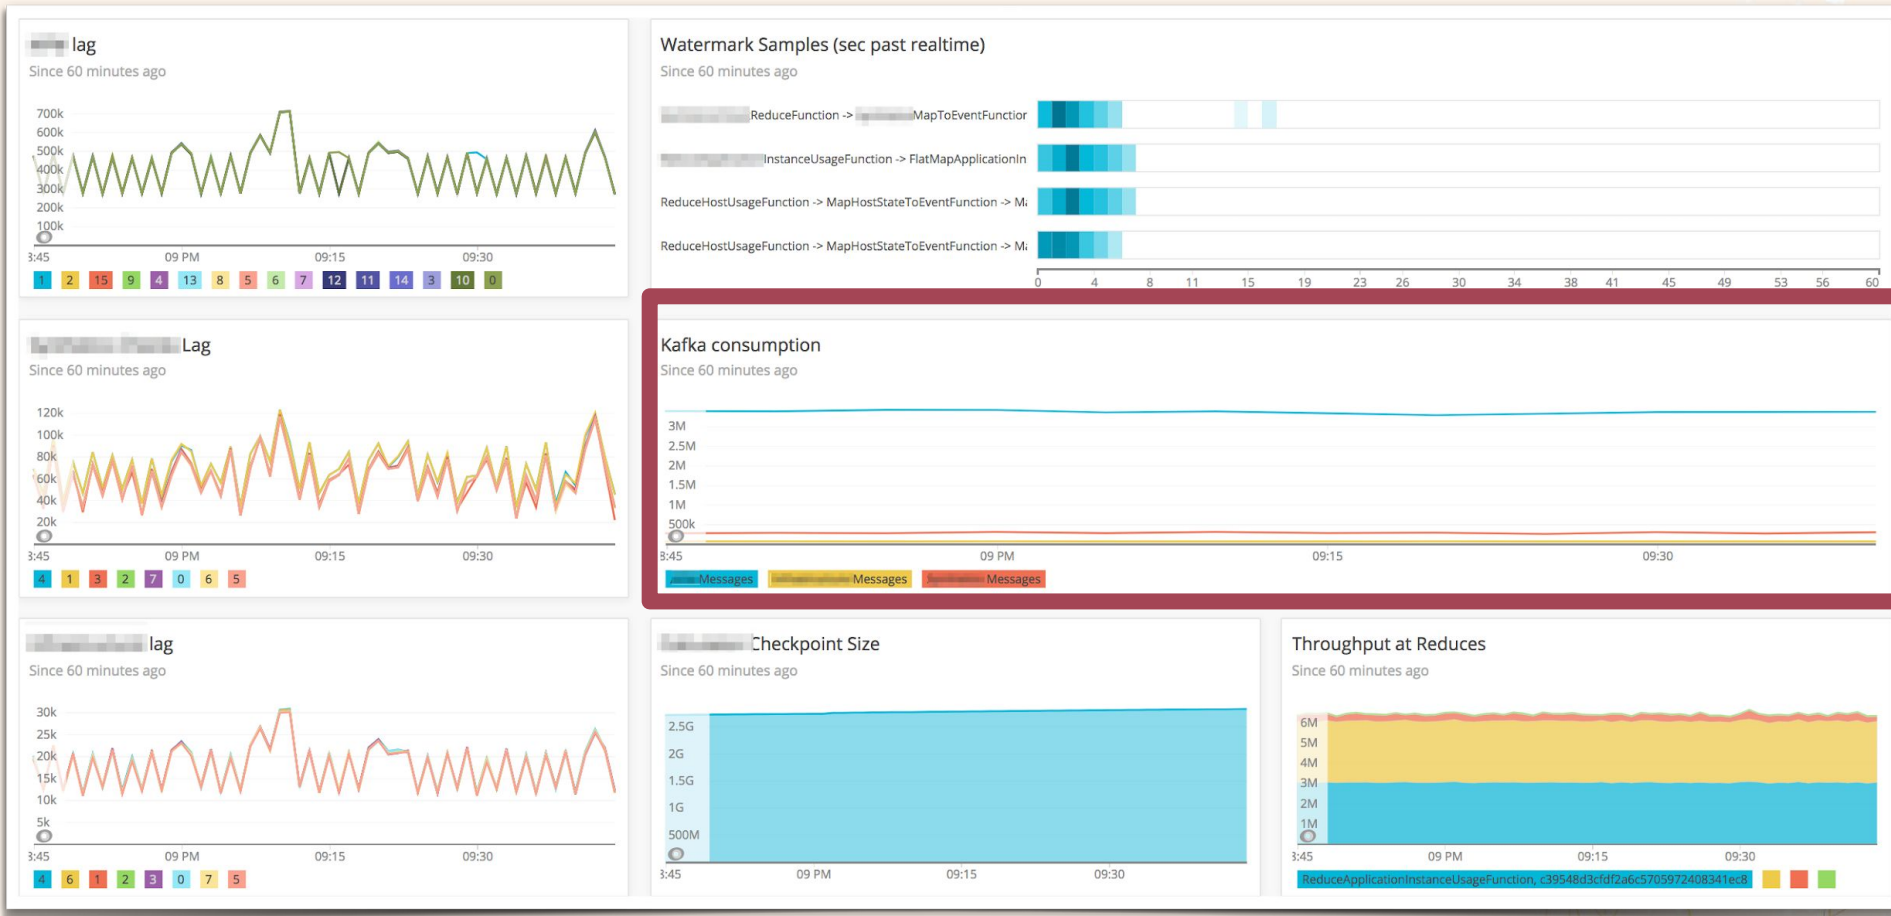 lag
Since 60 minutes ago
700k
600k
500k
400k
300k
200k
100k
3:45 09 PM 09:15 09:30
1 2 15 9 4 13 8 5 6 7 12 11 14 3 10 0
Watermark Samples (sec past realtime)
Since 60 minutes ago
ReduceFunction -> MapToEventFunction
InstanceUsageFunction -> FlatMapApplicationIn
ReduceHostUsageFunction -> MapHostStateToEventFunction -> Ma
ReduceHostUsageFunction -> MapHostStateToEventFunction -> Ma
0 4 8 11 15 19 23 26 30 34 38 41 45 49 53 56 60
Lag
Since 60 minutes ago
120k
100k
80k
60k
40k
20k
3:45 09 PM 09:15 09:30
4 1 3 2 7 0 6 5
Kafka consumption
Since 60 minutes ago
3M
2.5M
2M
1.5M
1M
500k
3:45 09 PM 09:15 09:30
Messages Messages Messages
lag
Since 60 minutes ago
30k
25k
20k
15k
10k
5k
3:45 09 PM 09:15 09:30
4 6 1 2 3 0 7 5
Checkpoint Size
Since 60 minutes ago
2.5G
2G
1.5G
1G
500M
3:45 09 PM 09:15 09:30
Throughput at Reduces
Since 60 minutes ago
6M
5M
4M
3M
2M
1M
3:45 09 PM 09:15 09:30
ReduceApplicationInstanceUsageFunction, c39548d3cfdf2a6c5705972408341ec8